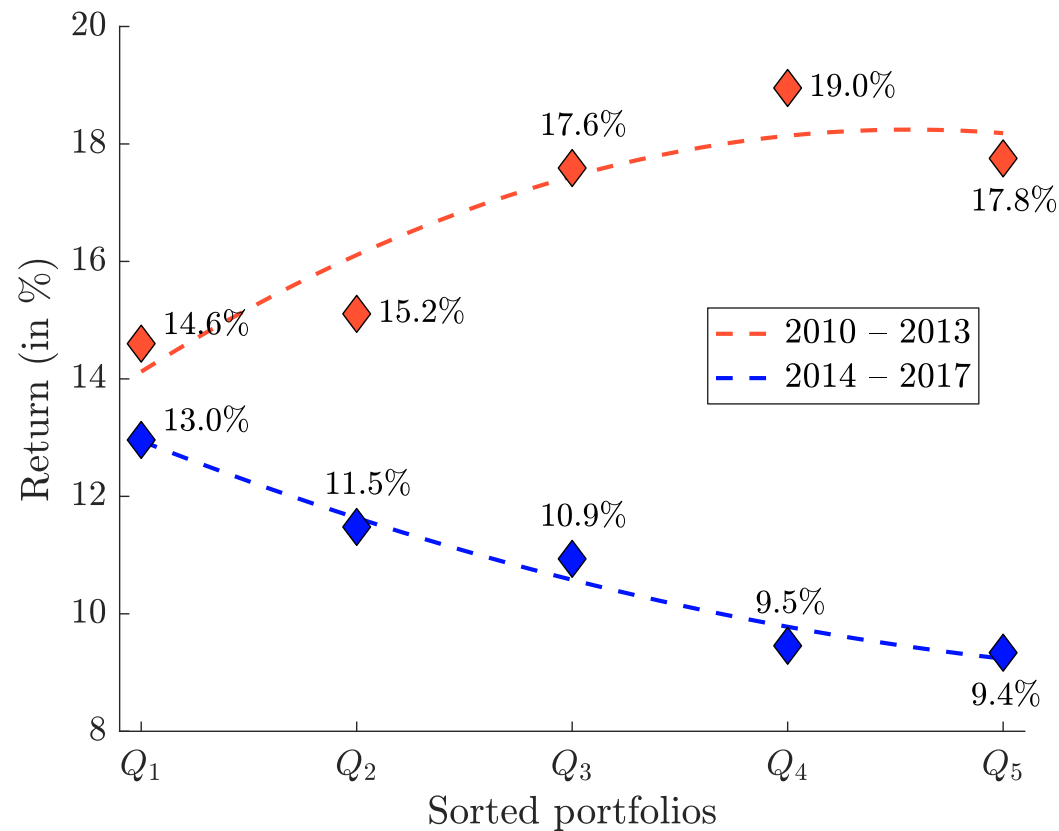 20
18
16
14
12
10
8
Return (in %)
14.6%
15.2%
17.6%
19.0%
17.8%
13.0%
11.5%
10.9%
9.5%
9.4%
2010 – 2013
2014 – 2017
Q1
Q2
Q3
Q4
Q5
Sorted portfolios